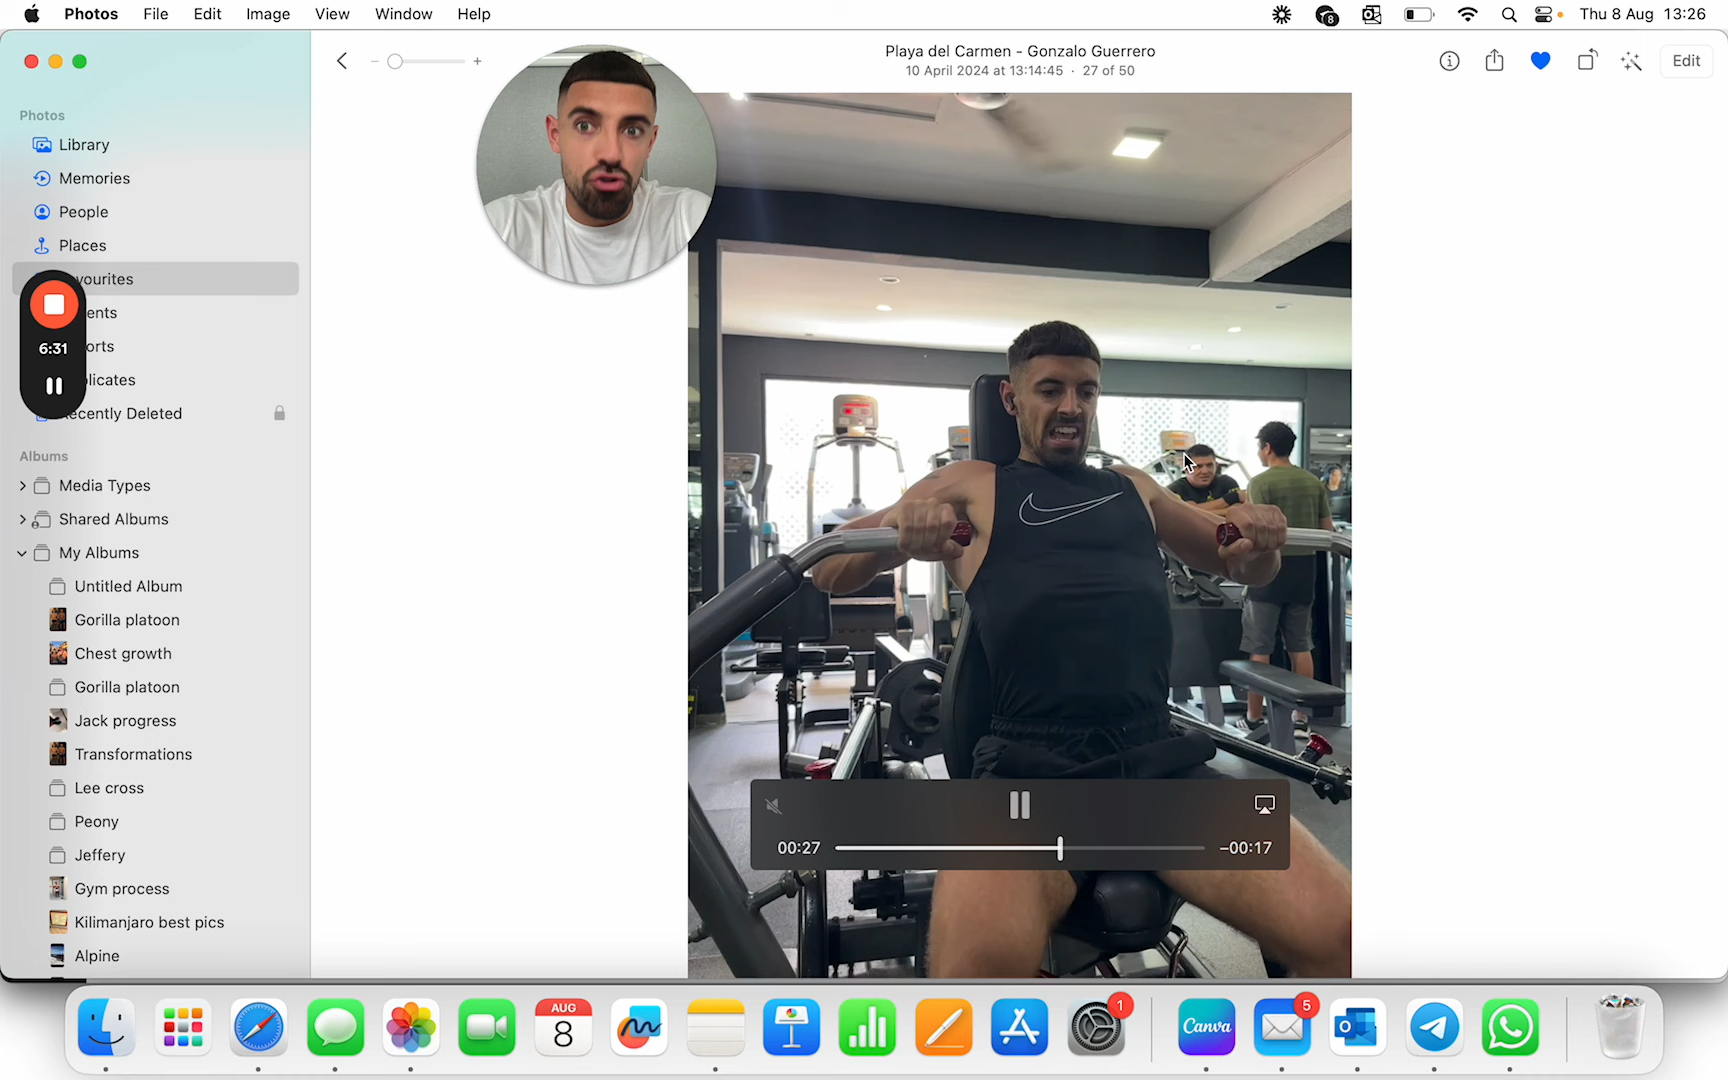 Photos File Edit Image View Window Help
8
Thu 8 Aug 13:26
Playa del Carmen - Gonzalo Guerrero
10 April 2024 at 13:14:45 · 27 of 50
Edit
Photos
Library
Memories
People
Places
vourites
ents
orts
plicates
ecently Deleted
6:31
Albums
Media Types
Shared Albums
My Albums
Untitled Album
Gorilla platoon
Chest growth
Gorilla platoon
Jack progress
Transformations
Lee cross
Peony
Jeffery
Gym process
Kilimanjaro best pics
Alpine
00:27
−00:17
AUG
8
1
Canva
5